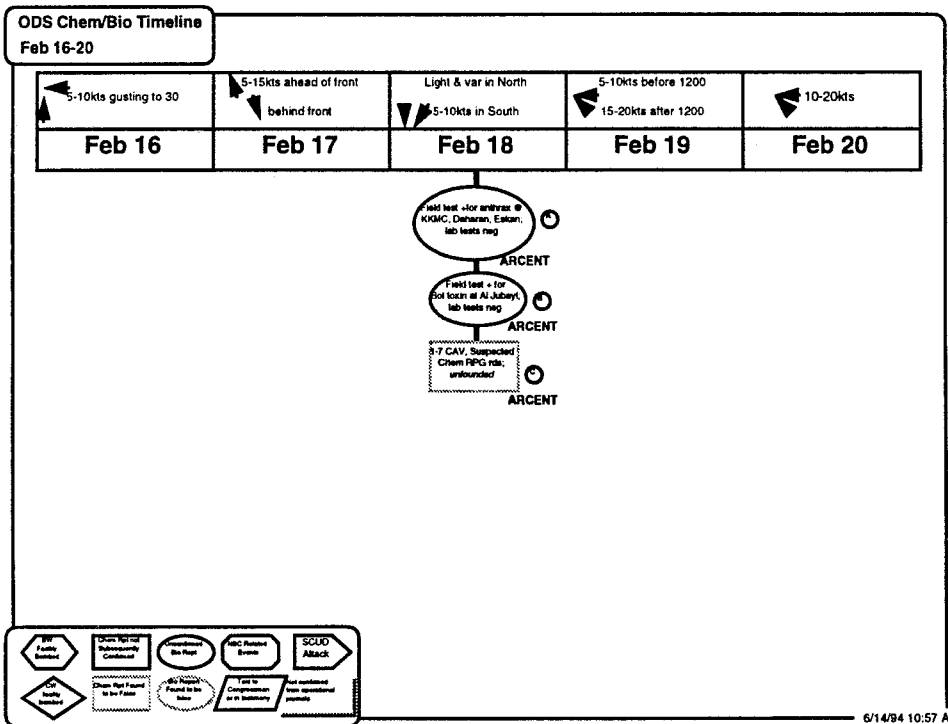 ODS Chem/Bio Timeline
Feb 16-20
5-10kts gusting to 30
5-15kts ahead of front
behind front
Light & var in North
5-10kts in South
5-10kts before 1200
15-20kts after 1200
10-20kts
Feb 16
Feb 17
Feb 18
Feb 19
Feb 20
Field test +for anthrax @
KKMC, Daharan, Eskan;
lab tests neg
ARCENT
Field test + for
Bot toxin at Al Jubayl;
lab tests neg
ARCENT
1-7 CAV, Suspected
Chem RPG rds;
unfounded
ARCENT
BW
Facility
Bombed
Chem Rpt not
Subsequently
Confirmed
Unconfirmed
Bio Rept
NBC Related
Events
SCUD
Attack
CW
facility
bombed
Chem Rpt Found
to be False
Bio Report
Found to be
false
Told to
Congressman
or in testimony
not confirmed
from operational
journals
6/14/94 10:57 A